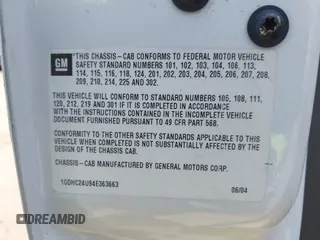 GM
*THIS CHASSIS-CAB CONFORMS TO FEDERAL MOTOR VEHICLE
SAFETY STANDARD NUMBERS 101, 102, 103, 104, 106, 113,
114, 115, 116, 118, 124, 201, 202, 203, 204, 205, 206, 207, 208,
209, 210, 214, 225 AND 302.
THIS VEHICLE WILL CONFORM TO STANDARD NUMBERS 105, 108, 111,
120, 212, 219 AND 301 IF IT IS COMPLETED IN ACCORDANCE
WITH THE INSTRUCTIONS CONTAINED IN THE INCOMPLETE VEHICLE
DOCUMENT FURNISHED PURSUANT TO 49 CFR PART 568.
CONFORMITY TO THE OTHER SAFETY STANDARDS APPLICABLE TO THIS
VEHICLE WHEN COMPLETED IS NOT SUBSTANTIALLY AFFECTED BY THE
DESIGN OF THE CHASSIS CAB.
CHASSIS-CAB MANUFACTURED BY GENERAL MOTORS CORP.
1GDHC24U94E363663
06/04
DREAMBID